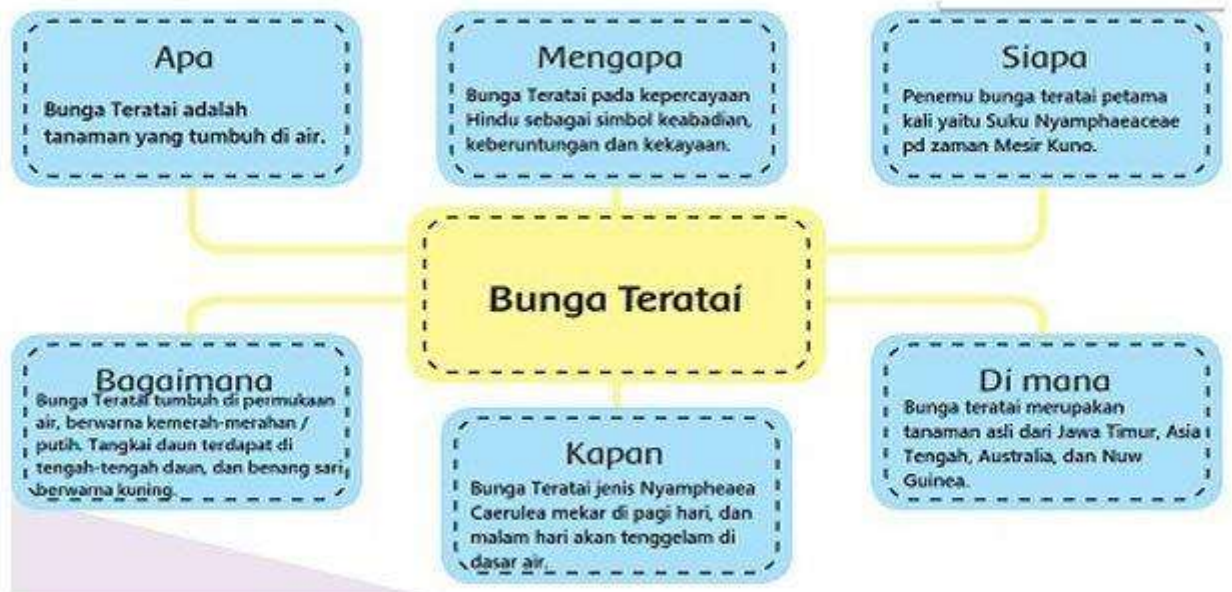 Apa
Bunga Teratai adalah
tanaman yang tumbuh di air.
Mengapa
Bunga Teratai pada kepercayaan
Hindu sebagai simbol keabadian,
keberuntungan dan kekayaan.
Siapa
Penemu bunga teratai petama
kali yaitu Suku Nyamphaeaceae
pd zaman Mesir Kuno.
Bunga Teratai
Bagaimana
Bunga Teratai tumbuh di permukaan
air, berwarna kemerah-merahan /
putih. Tangkai daun terdapat di
tengah-tengah daun, dan benang sari
berwarna kuning.
Kapan
Bunga Teratai jenis Nyampheaea
Caerulea mekar di pagi hari, dan
malam hari akan tenggelam di
dasar air.
Di mana
Bunga teratai merupakan
tanaman asli dari Jawa Timur, Asia
Tengah, Australia, dan Nuw
Guinea.